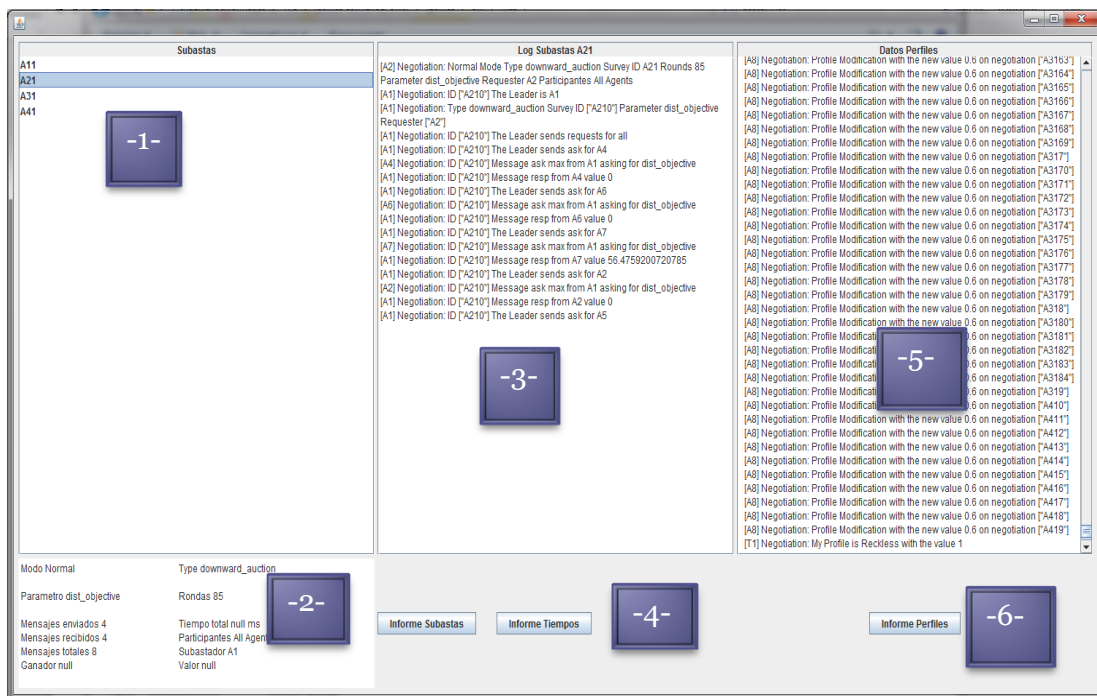 Subastas
A11
A21
A31
A41
-1-
Log Subastas A21
[A2] Negotiation: Normal Mode Type downward_auction Survey ID A21 Rounds 85
Parameter dist_objective Requester A2 Participantes All Agents
[A1] Negotiation: ID ["A210"] The Leader is A1
[A1] Negotiation: Type downward_auction Survey ID ["A210"] Parameter dist_objective
Requester ["A2"]
[A1] Negotiation: ID ["A210"] The Leader sends requests for all
[A1] Negotiation: ID ["A210"] The Leader sends ask for A4
[A4] Negotiation: ID ["A210"] Message ask max from A1 asking for dist_objective
[A1] Negotiation: ID ["A210"] Message resp from A4 value 0
[A1] Negotiation: ID ["A210"] The Leader sends ask for A6
[A6] Negotiation: ID ["A210"] Message ask max from A1 asking for dist_objective
[A1] Negotiation: ID ["A210"] Message resp from A6 value 0
[A1] Negotiation: ID ["A210"] The Leader sends ask for A7
[A7] Negotiation: ID ["A210"] Message ask max from A1 asking for dist_objective
[A1] Negotiation: ID ["A210"] Message resp from A7 value 56.4759200720785
[A1] Negotiation: ID ["A210"] The Leader sends ask for A2
[A2] Negotiation: ID ["A210"] Message ask max from A1 asking for dist_objective
[A1] Negotiation: ID ["A210"] Message resp from A2 value 0
[A1] Negotiation: ID ["A210"] The Leader sends ask for A5
-3-
Datos Perfiles
[A8] Negotiation: Profile Modification with the new value 0.6 on negotiation ["A3163"]
[A8] Negotiation: Profile Modification with the new value 0.6 on negotiation ["A3164"]
[A8] Negotiation: Profile Modification with the new value 0.6 on negotiation ["A3165"]
[A8] Negotiation: Profile Modification with the new value 0.6 on negotiation ["A3166"]
[A8] Negotiation: Profile Modification with the new value 0.6 on negotiation ["A3167"]
[A8] Negotiation: Profile Modification with the new value 0.6 on negotiation ["A3168"]
[A8] Negotiation: Profile Modification with the new value 0.6 on negotiation ["A3169"]
[A8] Negotiation: Profile Modification with the new value 0.6 on negotiation ["A317"]
[A8] Negotiation: Profile Modification with the new value 0.6 on negotiation ["A3170"]
[A8] Negotiation: Profile Modification with the new value 0.6 on negotiation ["A3171"]
[A8] Negotiation: Profile Modification with the new value 0.6 on negotiation ["A3172"]
[A8] Negotiation: Profile Modification with the new value 0.6 on negotiation ["A3173"]
[A8] Negotiation: Profile Modification with the new value 0.6 on negotiation ["A3174"]
[A8] Negotiation: Profile Modification with the new value 0.6 on negotiation ["A3175"]
[A8] Negotiation: Profile Modification with the new value 0.6 on negotiation ["A3176"]
[A8] Negotiation: Profile Modification with the new value 0.6 on negotiation ["A3177"]
[A8] Negotiation: Profile Modification with the new value 0.6 on negotiation ["A3178"]
[A8] Negotiation: Profile Modification with the new value 0.6 on negotiation ["A3179"]
[A8] Negotiation: Profile Modification with the new value 0.6 on negotiation ["A318"]
[A8] Negotiation: Profile Modification with the new value 0.6 on negotiation ["A3180"]
[A8] Negotiation: Profile Modificat 0.6 on negotiation ["A3181"]
[A8] Negotiation: Profile Modificat 0.6 on negotiation ["A3182"]
[A8] Negotiation: Profile Modificat 0.6 on negotiation ["A3183"]
[A8] Negotiation: Profile Modificat 0.6 on negotiation ["A3184"]
[A8] Negotiation: Profile Modificat 0.6 on negotiation ["A319"]
[A8] Negotiation: Profile Modificat 0.6 on negotiation ["A410"]
[A8] Negotiation: Profile Modification with the new value 0.6 on negotiation ["A411"]
[A8] Negotiation: Profile Modification with the new value 0.6 on negotiation ["A412"]
[A8] Negotiation: Profile Modification with the new value 0.6 on negotiation ["A413"]
[A8] Negotiation: Profile Modification with the new value 0.6 on negotiation ["A414"]
[A8] Negotiation: Profile Modification with the new value 0.6 on negotiation ["A415"]
[A8] Negotiation: Profile Modification with the new value 0.6 on negotiation ["A416"]
[A8] Negotiation: Profile Modification with the new value 0.6 on negotiation ["A417"]
[A8] Negotiation: Profile Modification with the new value 0.6 on negotiation ["A418"]
[A8] Negotiation: Profile Modification with the new value 0.6 on negotiation ["A419"]
[T1] Negotiation: My Profile is Reckless with the value 1
-5-
Modo Normal Type downward_auction
Parametro dist_objective Rondas 85
Mensajes enviados 4 Tiempo total null ms
Mensajes recibidos 4 Participantes All Agent
Mensajes totales 8 Subastador A1
Ganador null Valor null
-2-
Informe Subastas
Informe Tiempos
-4-
Informe Perfiles
-6-